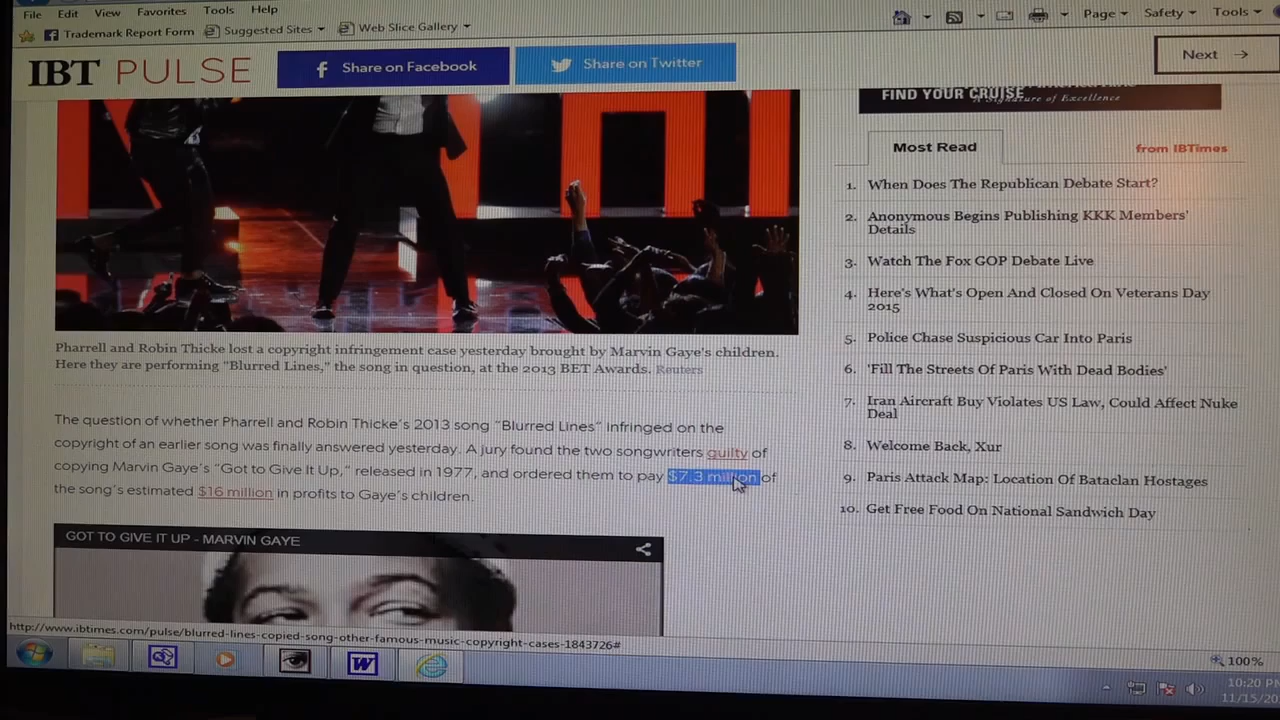 File Edit View Favorites Tools Help
Page Safety Tools
Trademark Report Form Suggested Sites Web Slice Gallery
IBT PULSE
Share on Facebook
Share on Twitter
Next →
FIND YOUR CRUISE
A Signature of Excellence
Most Read
from IBTimes
1. When Does The Republican Debate Start?
2. Anonymous Begins Publishing KKK Members'
Details
3. Watch The Fox GOP Debate Live
4. Here's What's Open And Closed On Veterans Day
2015
5. Police Chase Suspicious Car Into Paris
6. 'Fill The Streets Of Paris With Dead Bodies'
7. Iran Aircraft Buy Violates US Law, Could Affect Nuke
Deal
8. Welcome Back, Xur
9. Paris Attack Map: Location Of Bataclan Hostages
10. Get Free Food On National Sandwich Day
Pharrell and Robin Thicke lost a copyright infringement case yesterday brought by Marvin Gaye's children.
Here they are performing "Blurred Lines," the song in question, at the 2013 BET Awards. Reuters
The question of whether Pharrell and Robin Thicke's 2013 song "Blurred Lines" infringed on the
copyright of an earlier song was finally answered yesterday. A jury found the two songwriters guilty of
copying Marvin Gaye's "Got to Give It Up," released in 1977, and ordered them to pay $7.3 million of
the song's estimated $16 million in profits to Gaye's children.
GOT TO GIVE IT UP - MARVIN GAYE
http://www.ibtimes.com/pulse/blurred-lines-copied-song-other-famous-music-copyright-cases-1843726#
100%
10:20 PM
11/15/20